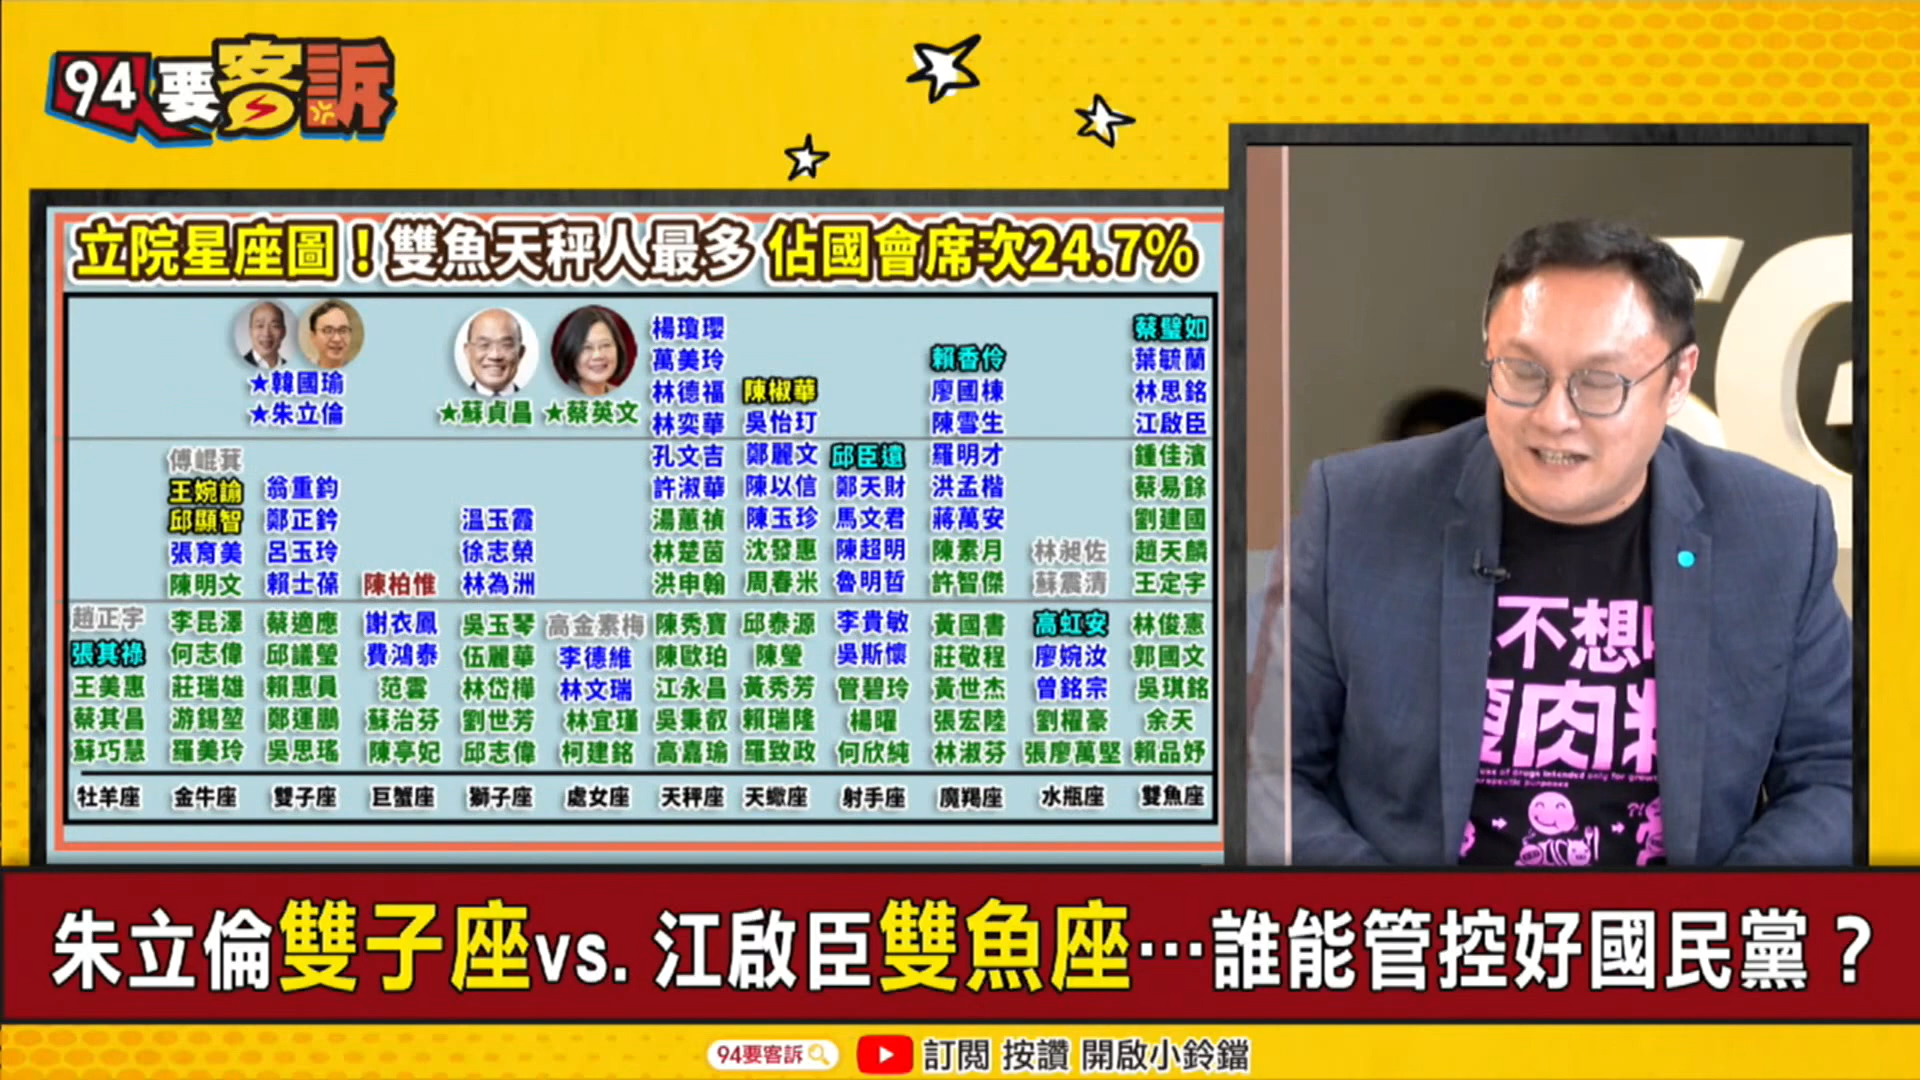 94要客訴
立院星座圖！雙魚天秤人最多 佔國會席次24.7%
楊瓊瓔 蔡璧如
萬美玲 賴香伶 葉毓蘭
★韓國瑜 林德福 陳椒華 廖國棟 林思銘
★朱立倫 ★蘇貞昌 ★蔡英文 林奕華 吳怡玎 陳雪生 江啟臣
傅崐萁 孔文吉 鄭麗文 邱臣遠 羅明才 鍾佳濱
王婉諭 翁重鈞 許淑華 陳以信 鄭天財 洪孟楷 蔡易餘
邱顯智 鄭正鈐 溫玉霞 湯蕙禎 陳玉珍 馬文君 蔣萬安 劉建國
張育美 呂玉玲 徐志榮 林楚茵 沈發惠 陳超明 陳素月 林昶佐 趙天麟
陳明文 賴士葆 陳柏惟 林為洲 洪申翰 周春米 魯明哲 許智傑 蘇震清 王定宇
趙正宇 李昆澤 蔡適應 謝衣鳳 吳玉琴 高金素梅 陳秀寶 邱泰源 李貴敏 黃國書 高虹安 林俊憲
張其祿 何志偉 邱議瑩 費鴻泰 伍麗華 李德維 陳歐珀 陳瑩 吳斯懷 莊敬程 廖婉汝 郭國文
王美惠 莊瑞雄 賴惠員 范雲 林岱樺 林文瑞 江永昌 黃秀芳 管碧玲 黃世杰 曾銘宗 吳琪銘
蔡其昌 游錫堃 鄭運鵬 蘇治芬 劉世芳 林宜瑾 吳秉叡 賴瑞隆 楊曜 張宏陸 劉櫂豪 余天
蘇巧慧 羅美玲 吳思瑤 陳亭妃 邱志偉 柯建銘 高嘉瑜 羅致政 何欣純 林淑芬 張廖萬堅 賴品妤
牡羊座 金牛座 雙子座 巨蟹座 獅子座 處女座 天秤座 天蠍座 射手座 魔羯座 水瓶座 雙魚座
不想
肉
use of drugs intended only for
purposes
朱立倫雙子座vs.江啟臣雙魚座…誰能管控好國民黨？
94要客訴 訂閱 按讚 開啟小鈴鐺